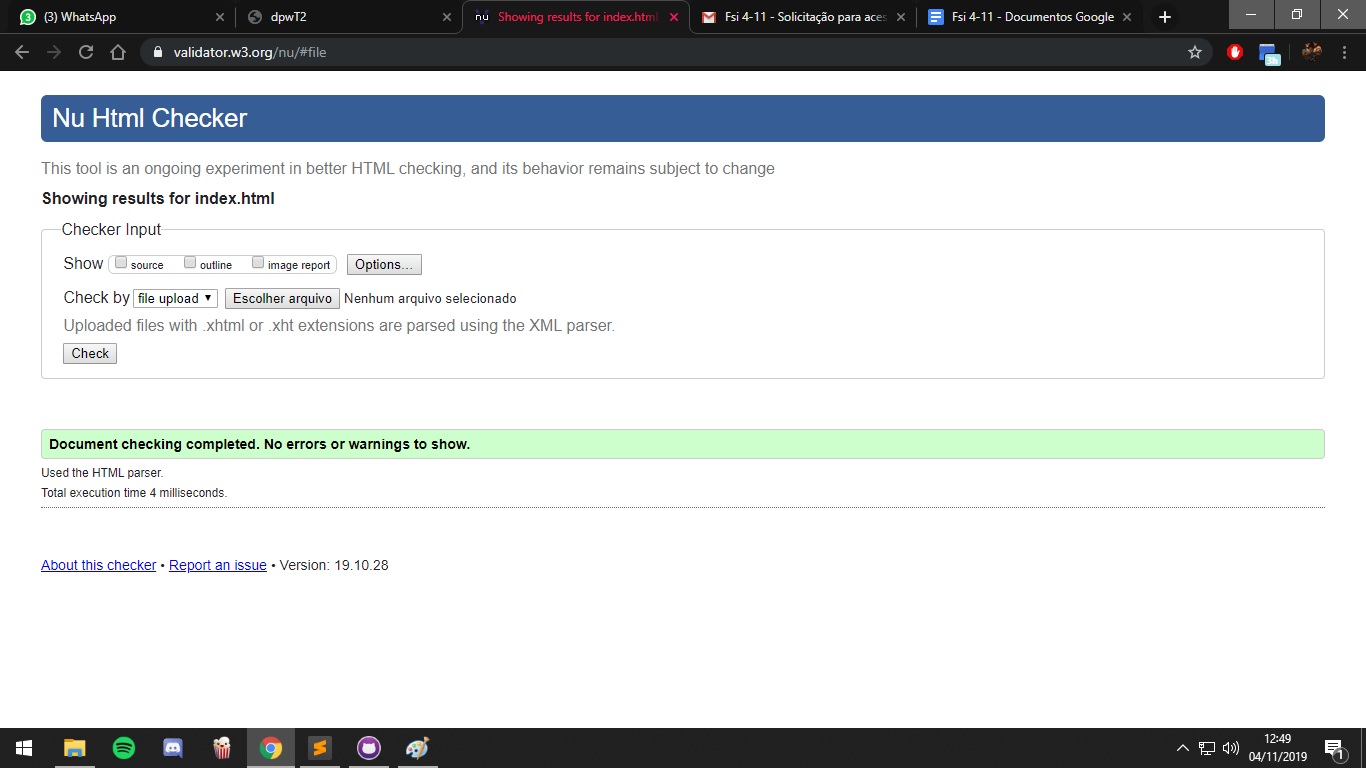 (3) WhatsApp
dpwT2
Showing results for index.html
Fsi 4-11 - Solicitação para aces
Fsi 4-11 - Documentos Google
validator.w3.org/nu/#file
3h
Nu Html Checker
This tool is an ongoing experiment in better HTML checking, and its behavior remains subject to change
Showing results for index.html
Checker Input
Show source outline image report Options...
Check by file upload Escolher arquivo Nenhum arquivo selecionado
Uploaded files with .xhtml or .xht extensions are parsed using the XML parser.
Check
Document checking completed. No errors or warnings to show.
Used the HTML parser.
Total execution time 4 milliseconds.
About this checker • Report an issue • Version: 19.10.28
12:49
04/11/2019
1